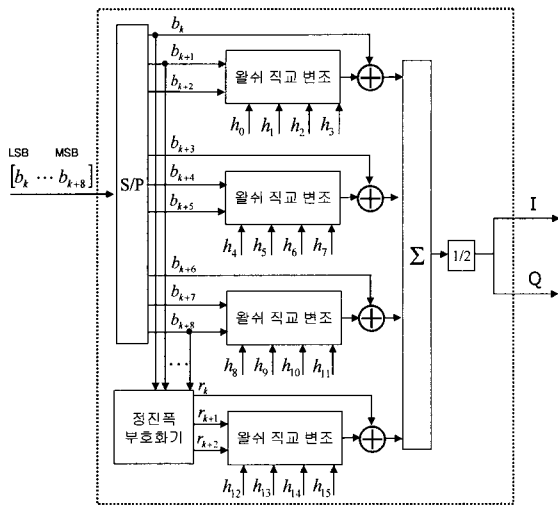 b_k
b_{k+1}
b_{k+2}
왈쉬 직교 변조
h_0 h_1 h_2 h_3
LSB MSB
[b_k ⋯ b_{k+8}]
S/P
b_{k+3}
b_{k+4}
b_{k+5}
왈쉬 직교 변조
h_4 h_5 h_6 h_7
Σ
1/2
I
Q
b_{k+6}
b_{k+7}
b_{k+8}
왈쉬 직교 변조
h_8 h_9 h_10 h_11
⋯
정진폭
부호화기
r_k
r_{k+1}
r_{k+2}
왈쉬 직교 변조
h_12 h_13 h_14 h_15